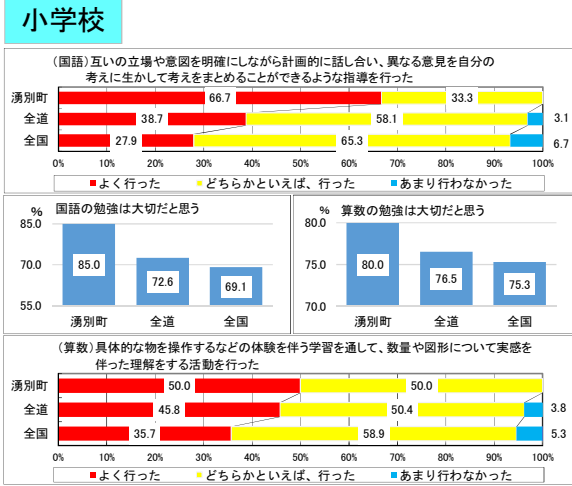 小学校
（国語）互いの立場や意図を明確にしながら計画的に話し合い、異なる意見を自分の
考えに生かして考えをまとめることができるような指導を行った
湧別町 66.7 33.3
全道 38.7 58.1 3.1
全国 27.9 65.3 6.7
0% 10% 20% 30% 40% 50% 60% 70% 80% 90% 100%
よく行った どちらかといえば、行った あまり行わなかった
% 国語の勉強は大切だと思う
85.0
70.0
55.0
85.0 72.6 69.1
湧別町 全道 全国
% 算数の勉強は大切だと思う
80.0
75.0
70.0
80.0 76.5 75.3
湧別町 全道 全国
（算数）具体的な物を操作するなどの体験を伴う学習を通して、数量や図形について実感を
伴った理解をする活動を行った
湧別町 50.0 50.0
全道 45.8 50.4 3.8
全国 35.7 58.9 5.3
0% 10% 20% 30% 40% 50% 60% 70% 80% 90% 100%
よく行った どちらかといえば、行った あまり行わなかった